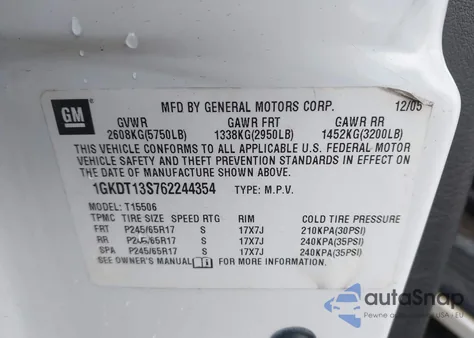 GM
MFD BY GENERAL MOTORS CORP. 12/05
GVWR GAWR FRT GAWR RR
2608KG(5750LB) 1338KG(2950LB) 1452KG(3200LB)
THIS VEHICLE CONFORMS TO ALL APPLICABLE U.S. FEDERAL MOTOR
VEHICLE SAFETY AND THEFT PREVENTION STANDARDS IN EFFECT ON
THE DATE OF MANUFACTURE SHOWN ABOVE.
1GKDT13S762244354 TYPE: M.P.V.
MODEL: T15506
TPMC TIRE SIZE SPEED RTG RIM COLD TIRE PRESSURE
FRT P245/65R17 S 17X7J 210KPA(30PSI)
RR P245/65R17 S 17X7J 240KPA(35PSI)
SPA P245/65R17 S 17X7J 240KPA(35PSI)
SEE OWNER'S MANUAL FOR MORE INFORMATION.
autoSnap
Pewne auto z USA i EU